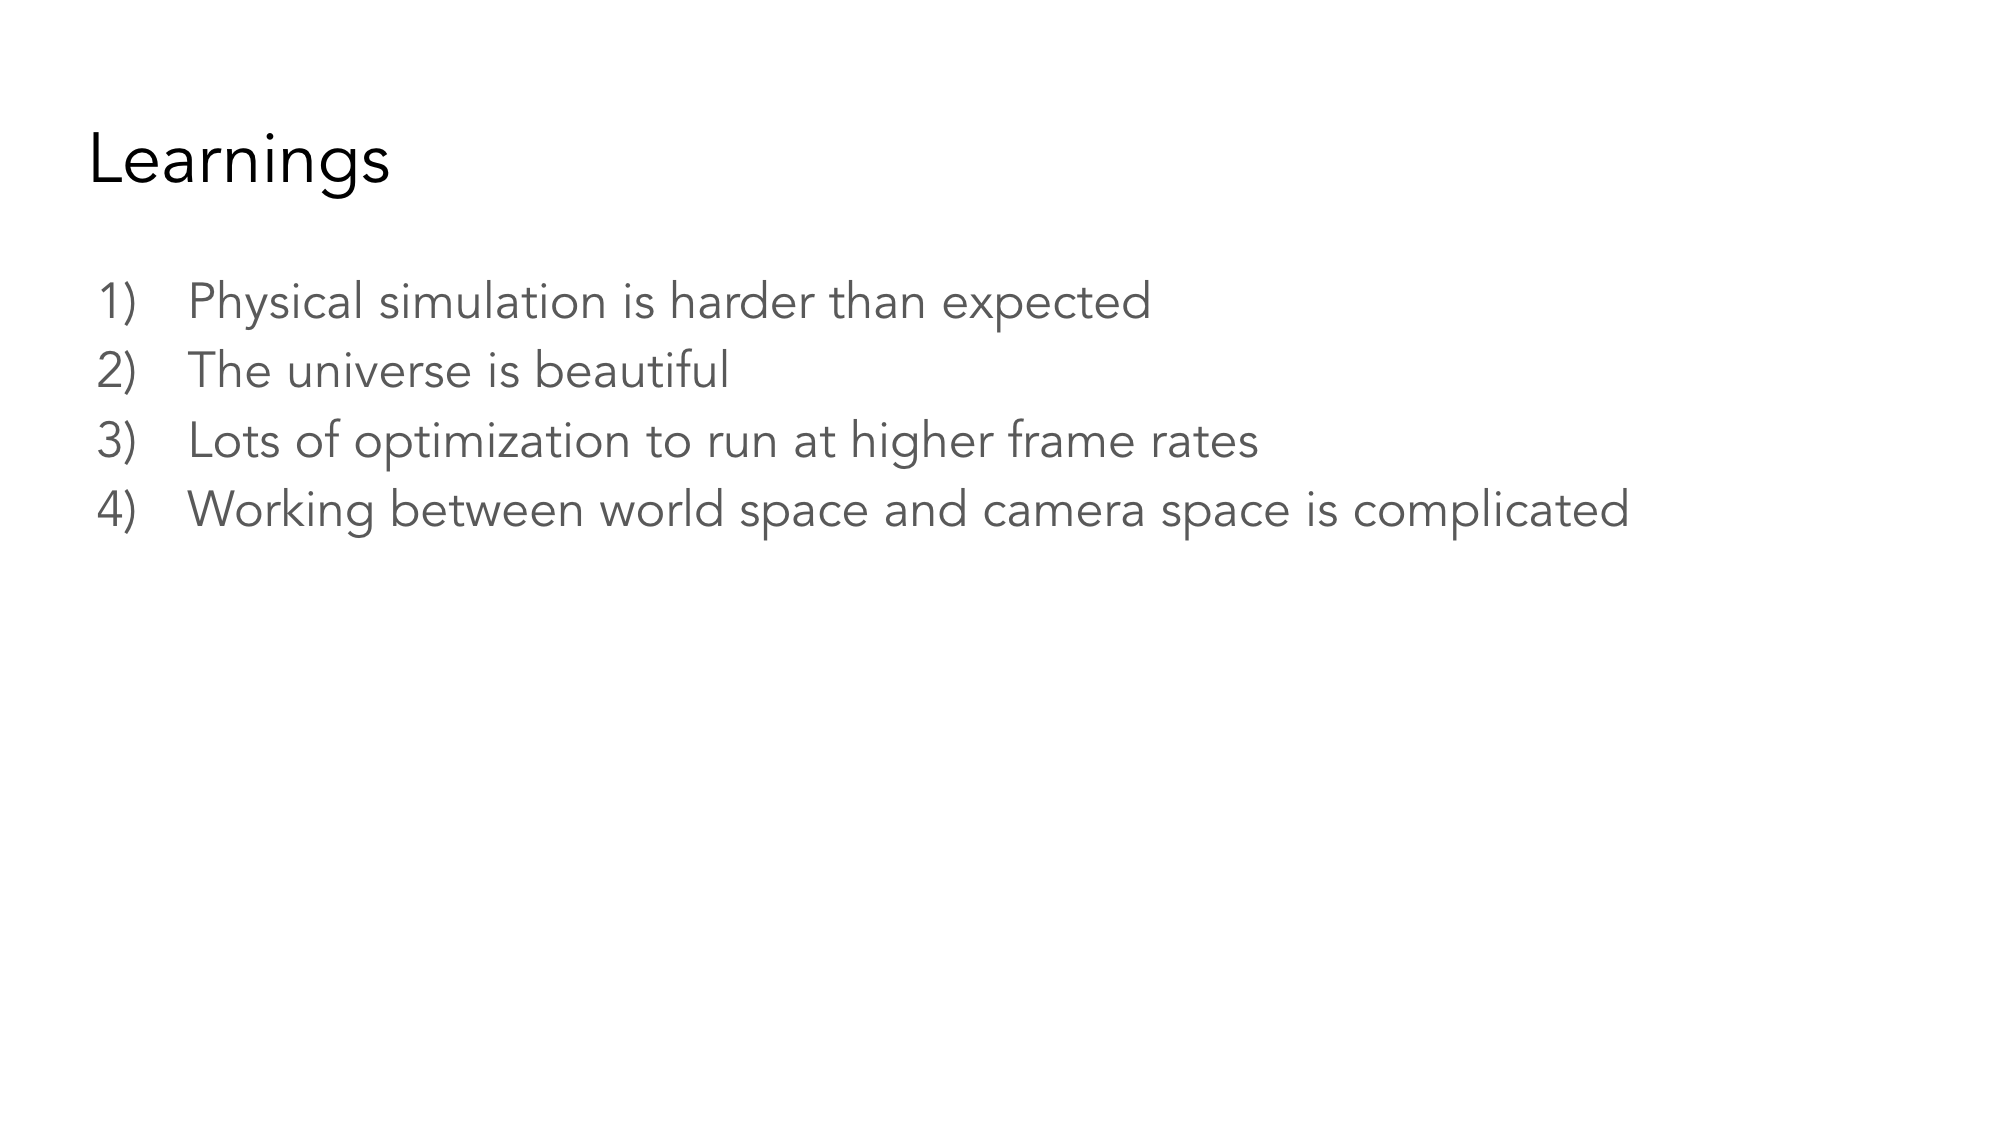 Learnings
1) Physical simulation is harder than expected
2) The universe is beautiful
3) Lots of optimization to run at higher frame rates
4) Working between world space and camera space is complicated